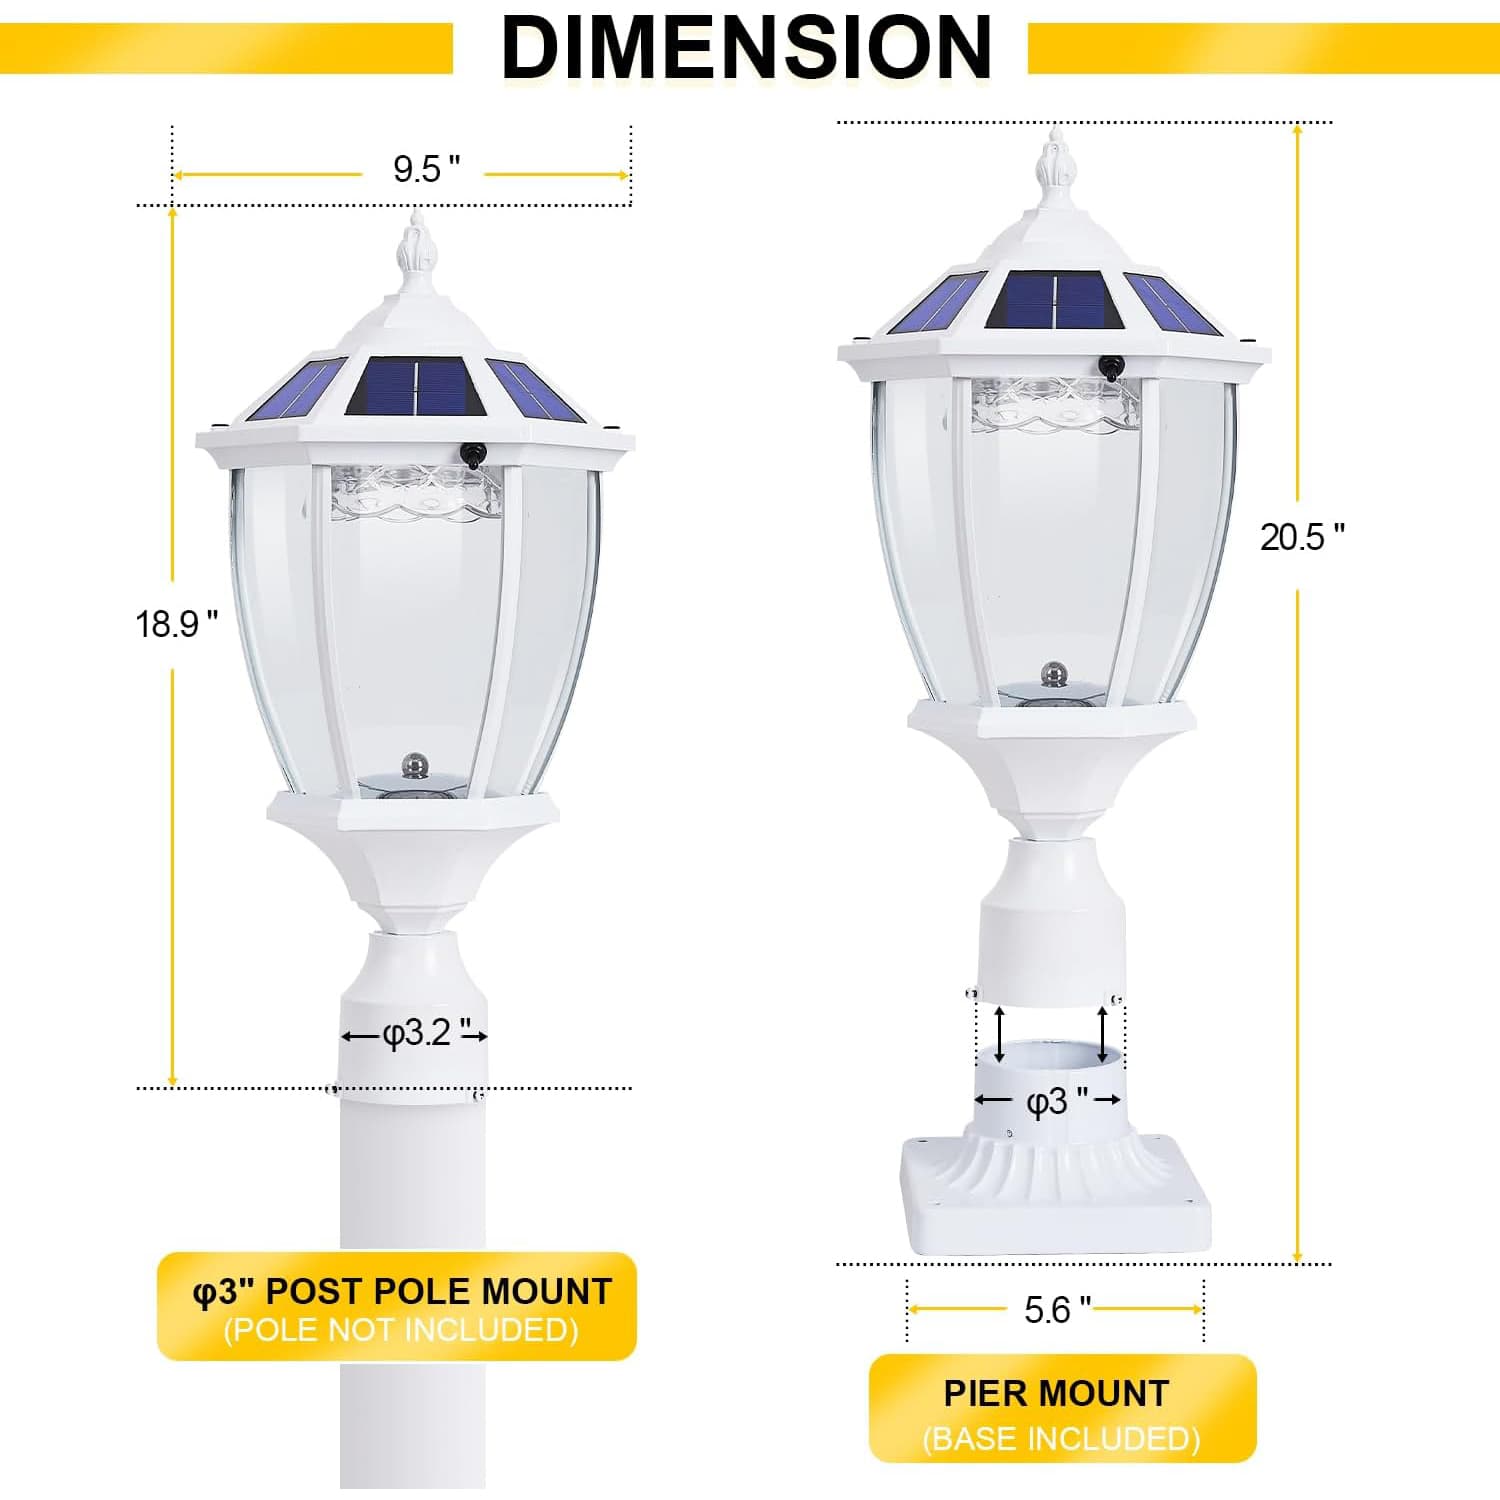 DIMENSION
9.5 "
18.9 "
φ3.2 "
φ3" POST POLE MOUNT
(POLE NOT INCLUDED)
20.5 "
φ3 "
5.6 "
PIER MOUNT
(BASE INCLUDED)